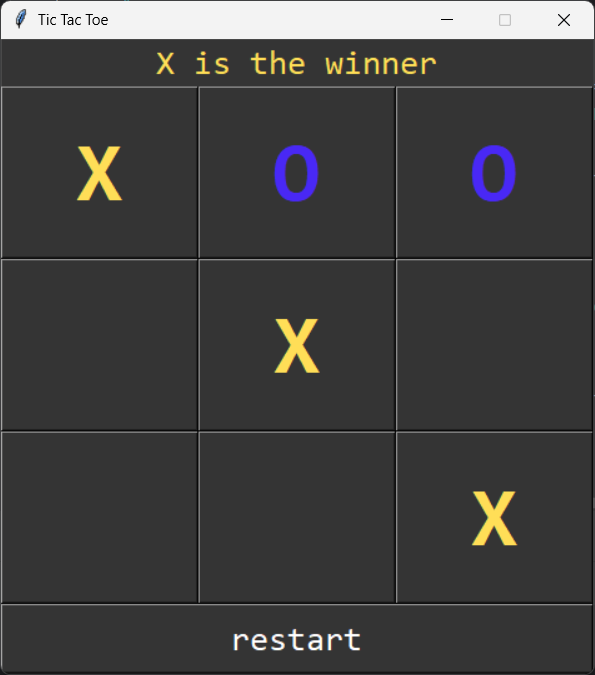 Tic Tac Toe
X is the winner
X O O
X
X
restart